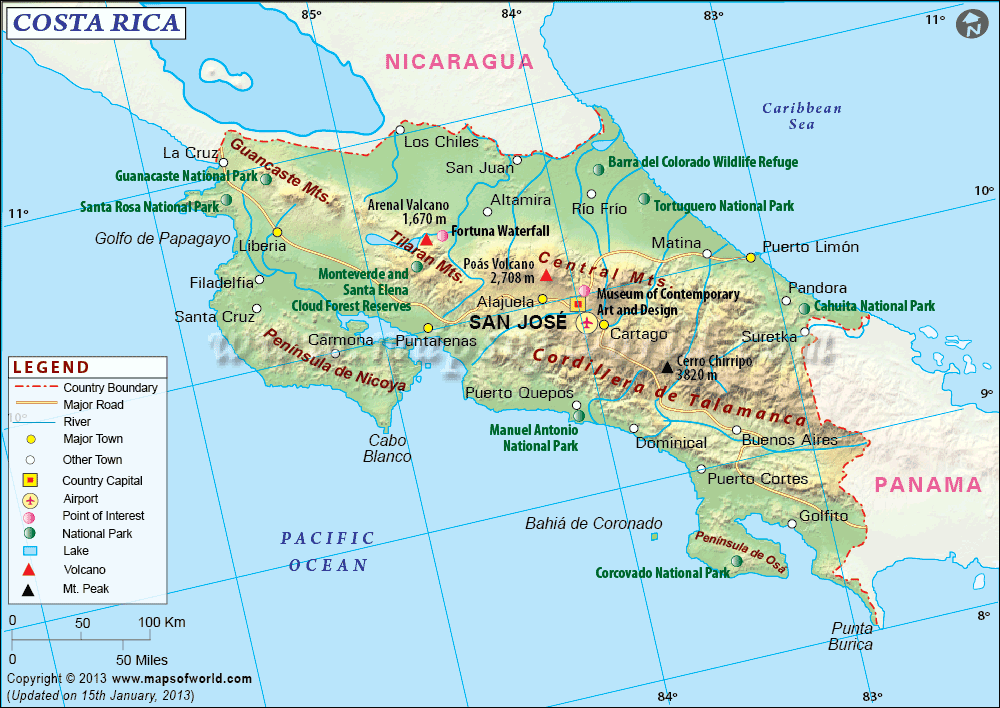 COSTA RICA
85°
84°
83°
11°
N
NICARAGUA
Caribbean
Sea
La Cruz
Los Chiles
San Juan
Guancaste Mts.
Guanacaste National Park
Barra del Colorado Wildlife Refuge
10°
Santa Rosa National Park
Arenal Valcano
1,670 m
Altamira
Río Frío
Tortuguero National Park
11°
Golfo de Papagayo
Liberia
Fortuna Waterfall
Tilaran Mts.
Matina
Puerto Limón
Poás Volcano
2,708 m
Central Mts
Filadelfia
Monteverde and
Santa Elena
Cloud Forest Reserves
Alajuela
Museum of Contemporary
Art and Design
Pandora
Cahuita National Park
Santa Cruz
SAN JOSÉ
Cartago
Suretka
Carmona
Puntarenas
Península de Nicoya
Cordillera de Talamanca
Cerro Chirripo
3820 m
9°
Puerto Quepos
Manuel Antonio
National Park
Cabo
Blanco
Dominical
Buenos Aires
Puerto Cortes
PANAMA
Golfito
Bahiá de Coronado
PACIFIC
OCEAN
Península de Osá
Corcovado National Park
8°
Punta
Burica
84°
83°
10°
LEGEND
Country Boundary
Major Road
River
Major Town
Other Town
Country Capital
Airport
Point of Interest
National Park
Lake
Volcano
Mt. Peak
0 50 100 Km
0 50 Miles
Copyright © 2013 www.mapsofworld.com
(Updated on 15th January, 2013)